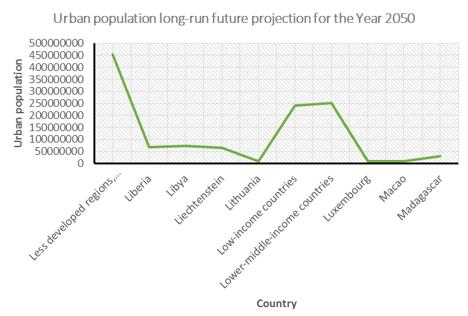 Urban population long-run future projection for the Year 2050
Urban population
500000000
450000000
400000000
350000000
300000000
250000000
200000000
150000000
100000000
50000000
0
Less developed regions,...
Liberia
Libya
Liechtenstein
Lithuania
Low-income countries
Lower-middle-income countries
Luxembourg
Macao
Madagascar
Country